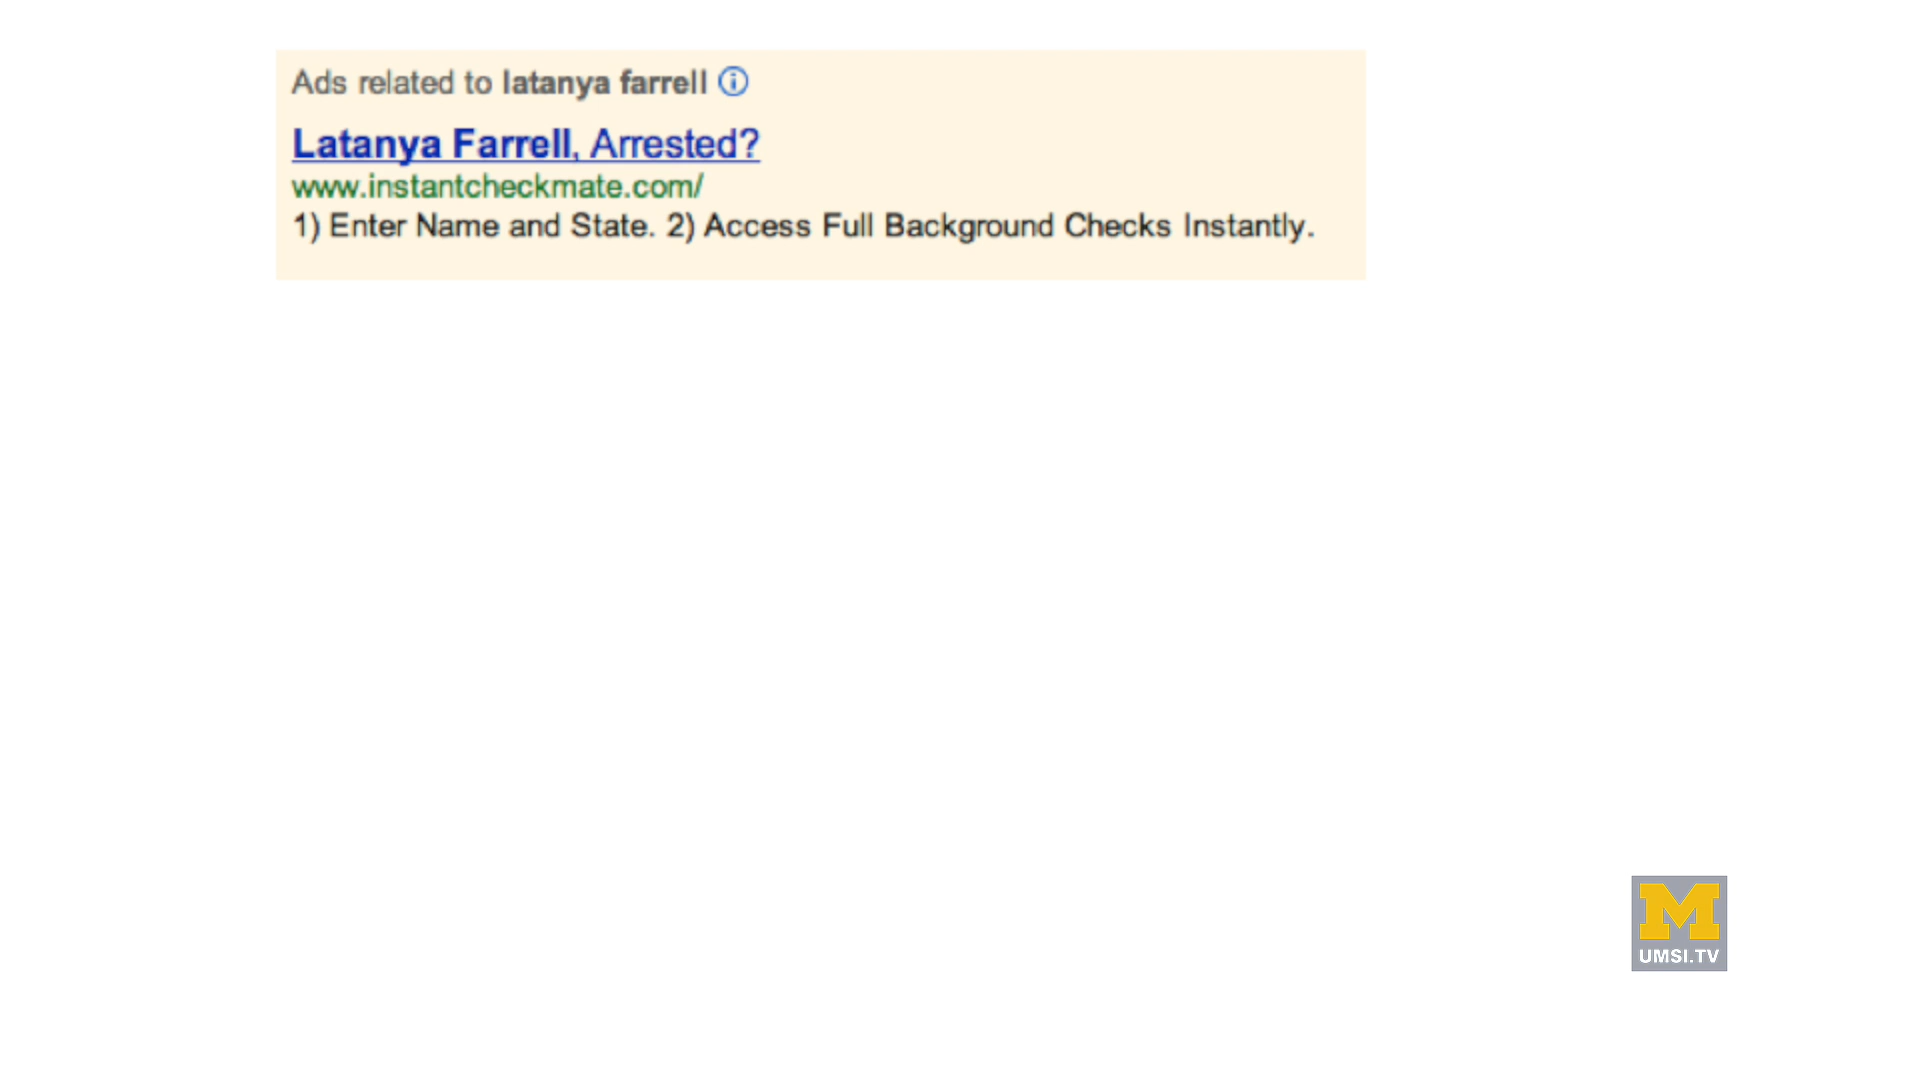 Ads related to latanya farrell
Latanya Farrell, Arrested?
www.instantcheckmate.com/
1) Enter Name and State. 2) Access Full Background Checks Instantly.
M
UMSI.TV